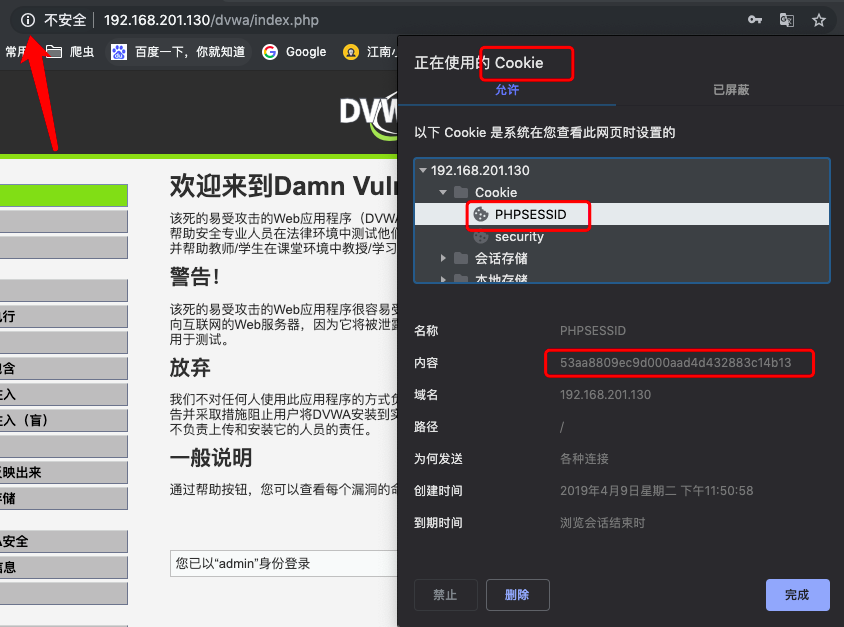 不安全 192.168.201.130/dvwa/index.php
常用 爬虫 百度一下，你就知道 Google 江南
DVW
欢迎来到Damn Vul
该死的易受攻击的Web应用程序（DVWA
帮助安全专业人员在法律环境中测试他们
并帮助教师/学生在课堂环境中教授/学习
警告！
该死的易受攻击的Web应用程序很容易受
向互联网的Web服务器，因为它将被泄露
用于测试。
放弃
我们不对任何人使用此应用程序的方式负
告并采取措施阻止用户将DVWA安装到实
不负责上传和安装它的人员的责任。
一般说明
通过帮助按钮，您可以查看每个漏洞的命
您已以“admin”身份登录
行
含
注入
注入（盲）
映出来
存储
安全
信息
正在使用的 Cookie
允许 已屏蔽
以下 Cookie 是系统在您查看此网页时设置的
192.168.201.130
Cookie
PHPSESSID
security
会话存储
本地存储
名称 PHPSESSID
内容 53aa8809ec9d000aad4d432883c14b13
域名 192.168.201.130
路径 /
为何发送 各种连接
创建时间 2019年4月9日星期二 下午11:50:58
到期时间 浏览会话结束时
禁止 删除 完成